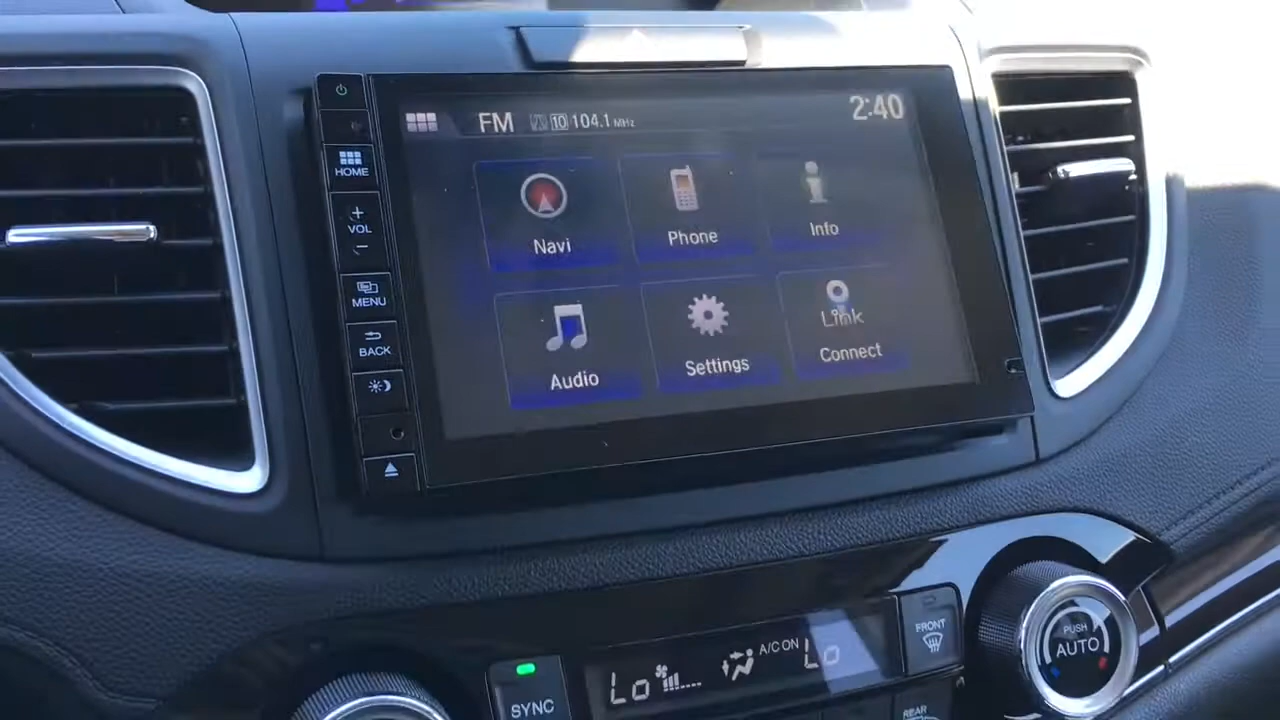 FM 10 104.1 MHz
2:40
HOME
+
VOL
-
MENU
BACK
Navi
Phone
Info
Audio
Settings
Link
Connect
FRONT
PUSH
AUTO
A/C ON
Lo
Lo
SYNC
REAR